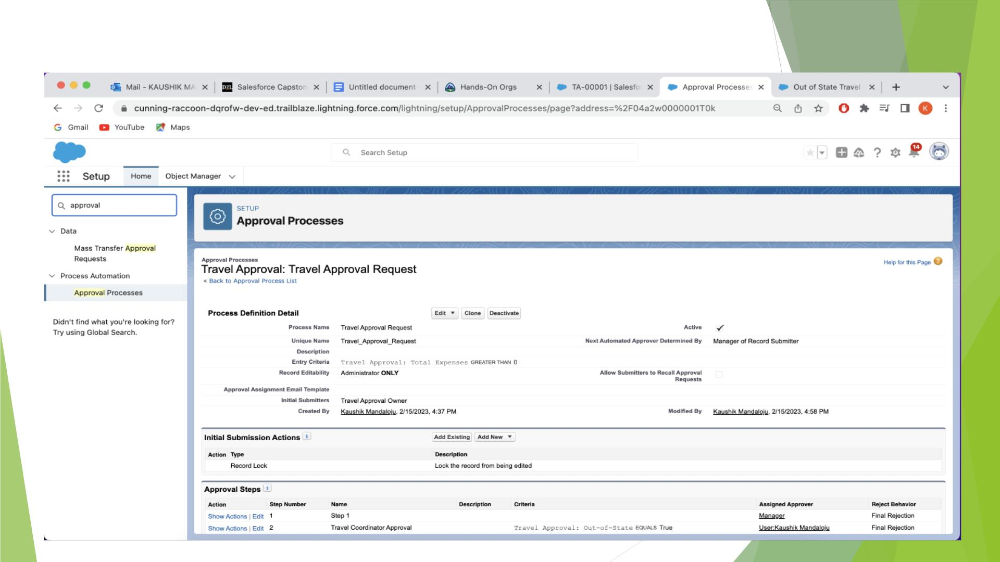 Mail - KAUSHIK MA
D2L Salesforce Capston
Untitled document
Hands-On Orgs
TA-00001 | Salesfo
Approval Processes
Out of State Travel
cunning-raccoon-dqrofw-dev-ed.trailblaze.lightning.force.com/lightning/setup/ApprovalProcesses/page?address=%2F04a2w0000001T0k
K
Gmail YouTube Maps
Search Setup
14
Setup Home Object Manager
approval
Data
Mass Transfer Approval
Requests
Process Automation
Approval Processes
Didn't find what you're looking for?
Try using Global Search.
SETUP
Approval Processes
Approval Processes
Travel Approval: Travel Approval Request
« Back to Approval Process List
Help for this Page ?
Process Definition Detail Edit Clone Deactivate
Process Name Travel Approval Request Active
Unique Name Travel_Approval_Request Next Automated Approver Determined By Manager of Record Submitter
Description
Entry Criteria Travel Approval: Total Expenses GREATER THAN 0
Record Editability Administrator ONLY Allow Submitters to Recall Approval
Requests
Approval Assignment Email Template
Initial Submitters Travel Approval Owner
Created By Kaushik Mandaloju, 2/15/2023, 4:37 PM Modified By Kaushik Mandaloju, 2/15/2023, 4:58 PM
Initial Submission Actions i Add Existing Add New
Action Type Description
Record Lock Lock the record from being edited
Approval Steps i
Action Step Number Name Description Criteria Assigned Approver Reject Behavior
Show Actions | Edit 1 Step 1 Manager Final Rejection
Show Actions | Edit 2 Travel Coordinator Approval Travel Approval: Out-of-State EQUALS True User:Kaushik Mandaloju Final Rejection